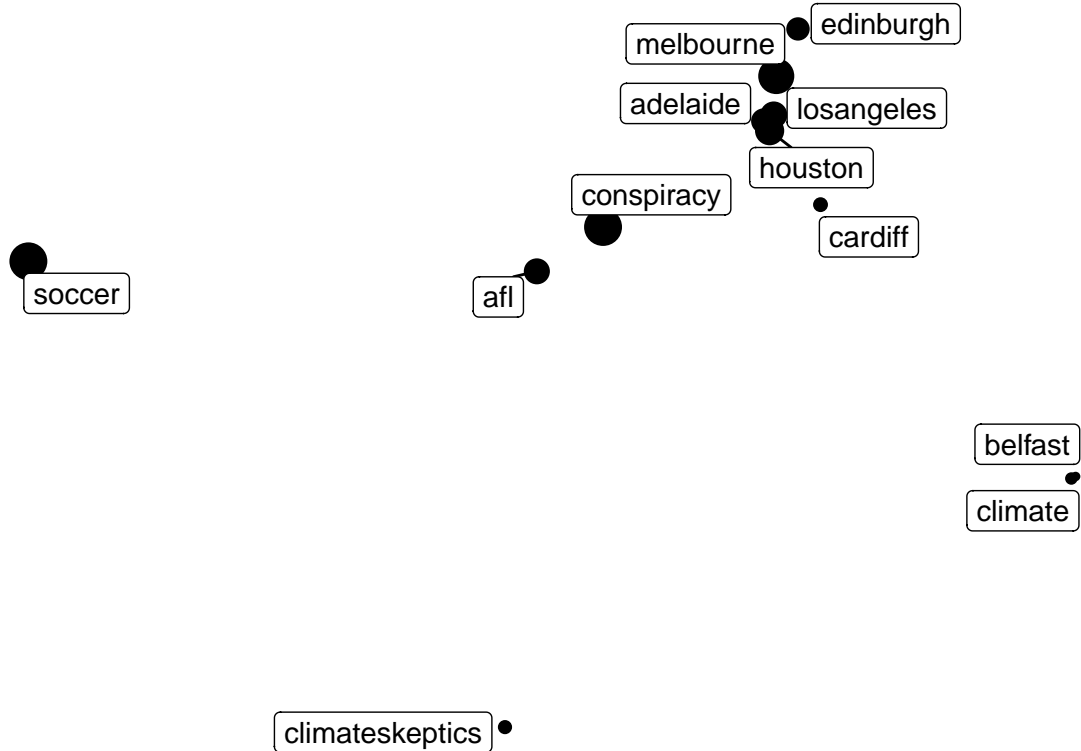 edinburgh
melbourne
adelaide
losangeles
houston
conspiracy
cardiff
soccer
afl
belfast
climate
climateskeptics